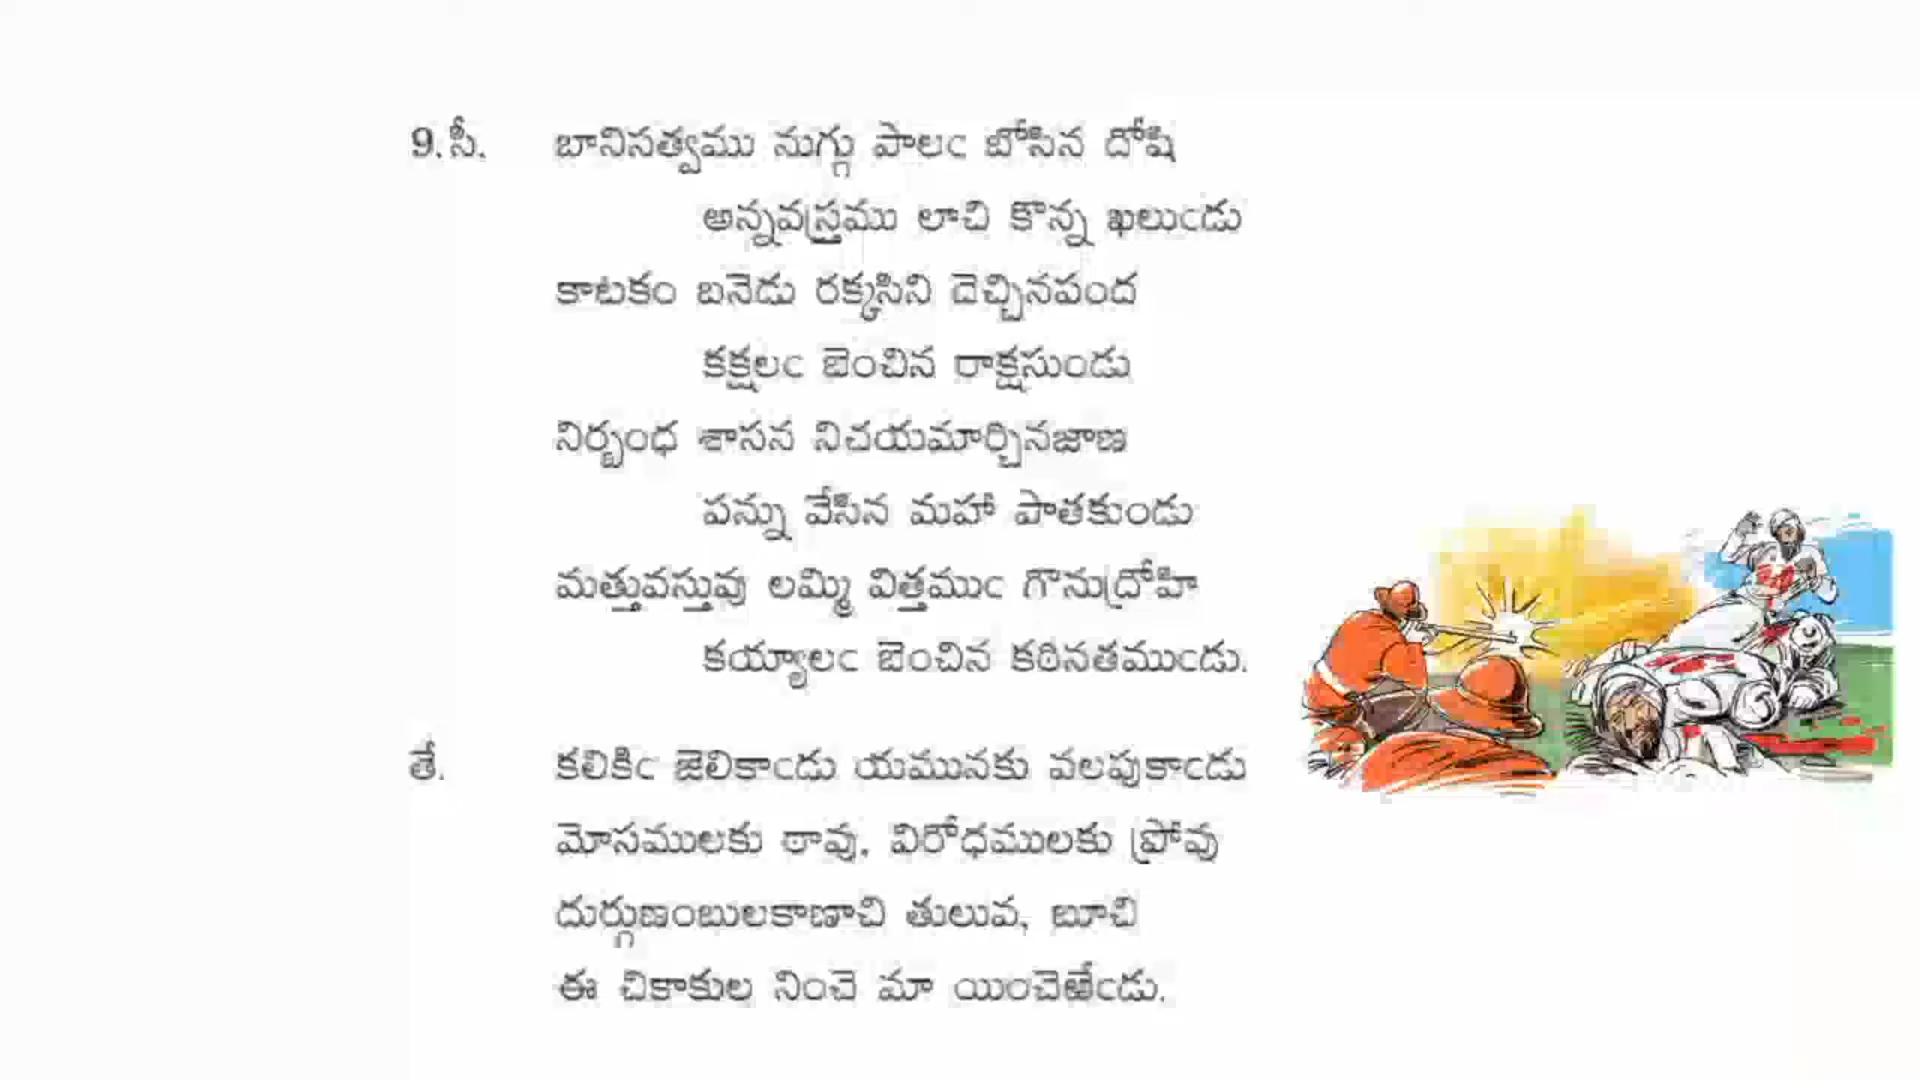 9. సీ. బానిసత్వము నుగ్గు పాలఁ బోసిన దోషి
అన్నవస్త్రము లాచి కొన్న ఖలుఁడు
కాటకం బనెడు రక్కసిని దెచ్చినపంద
కక్షలఁ బెంచిన రాక్షసుండు
నిర్బంధ శాసన నిచయమార్చినజాణ
పన్ను వేసిన మహా పాతకుండు
మత్తువస్తువు లమ్మి విత్తముఁ గొనుద్రోహి
కయ్యాలఁ బెంచిన కఠినతముఁడు.
తే. కలికిఁ జెలికాఁడు యమునకు వలపుకాఁడు
మోసములకు ఠావు, విరోధములకు ప్రోవు
దుర్గుణంబులకాణాచి తులువ, బూచి
ఈ చికాకుల నించె మా యించెఱేఁడు.